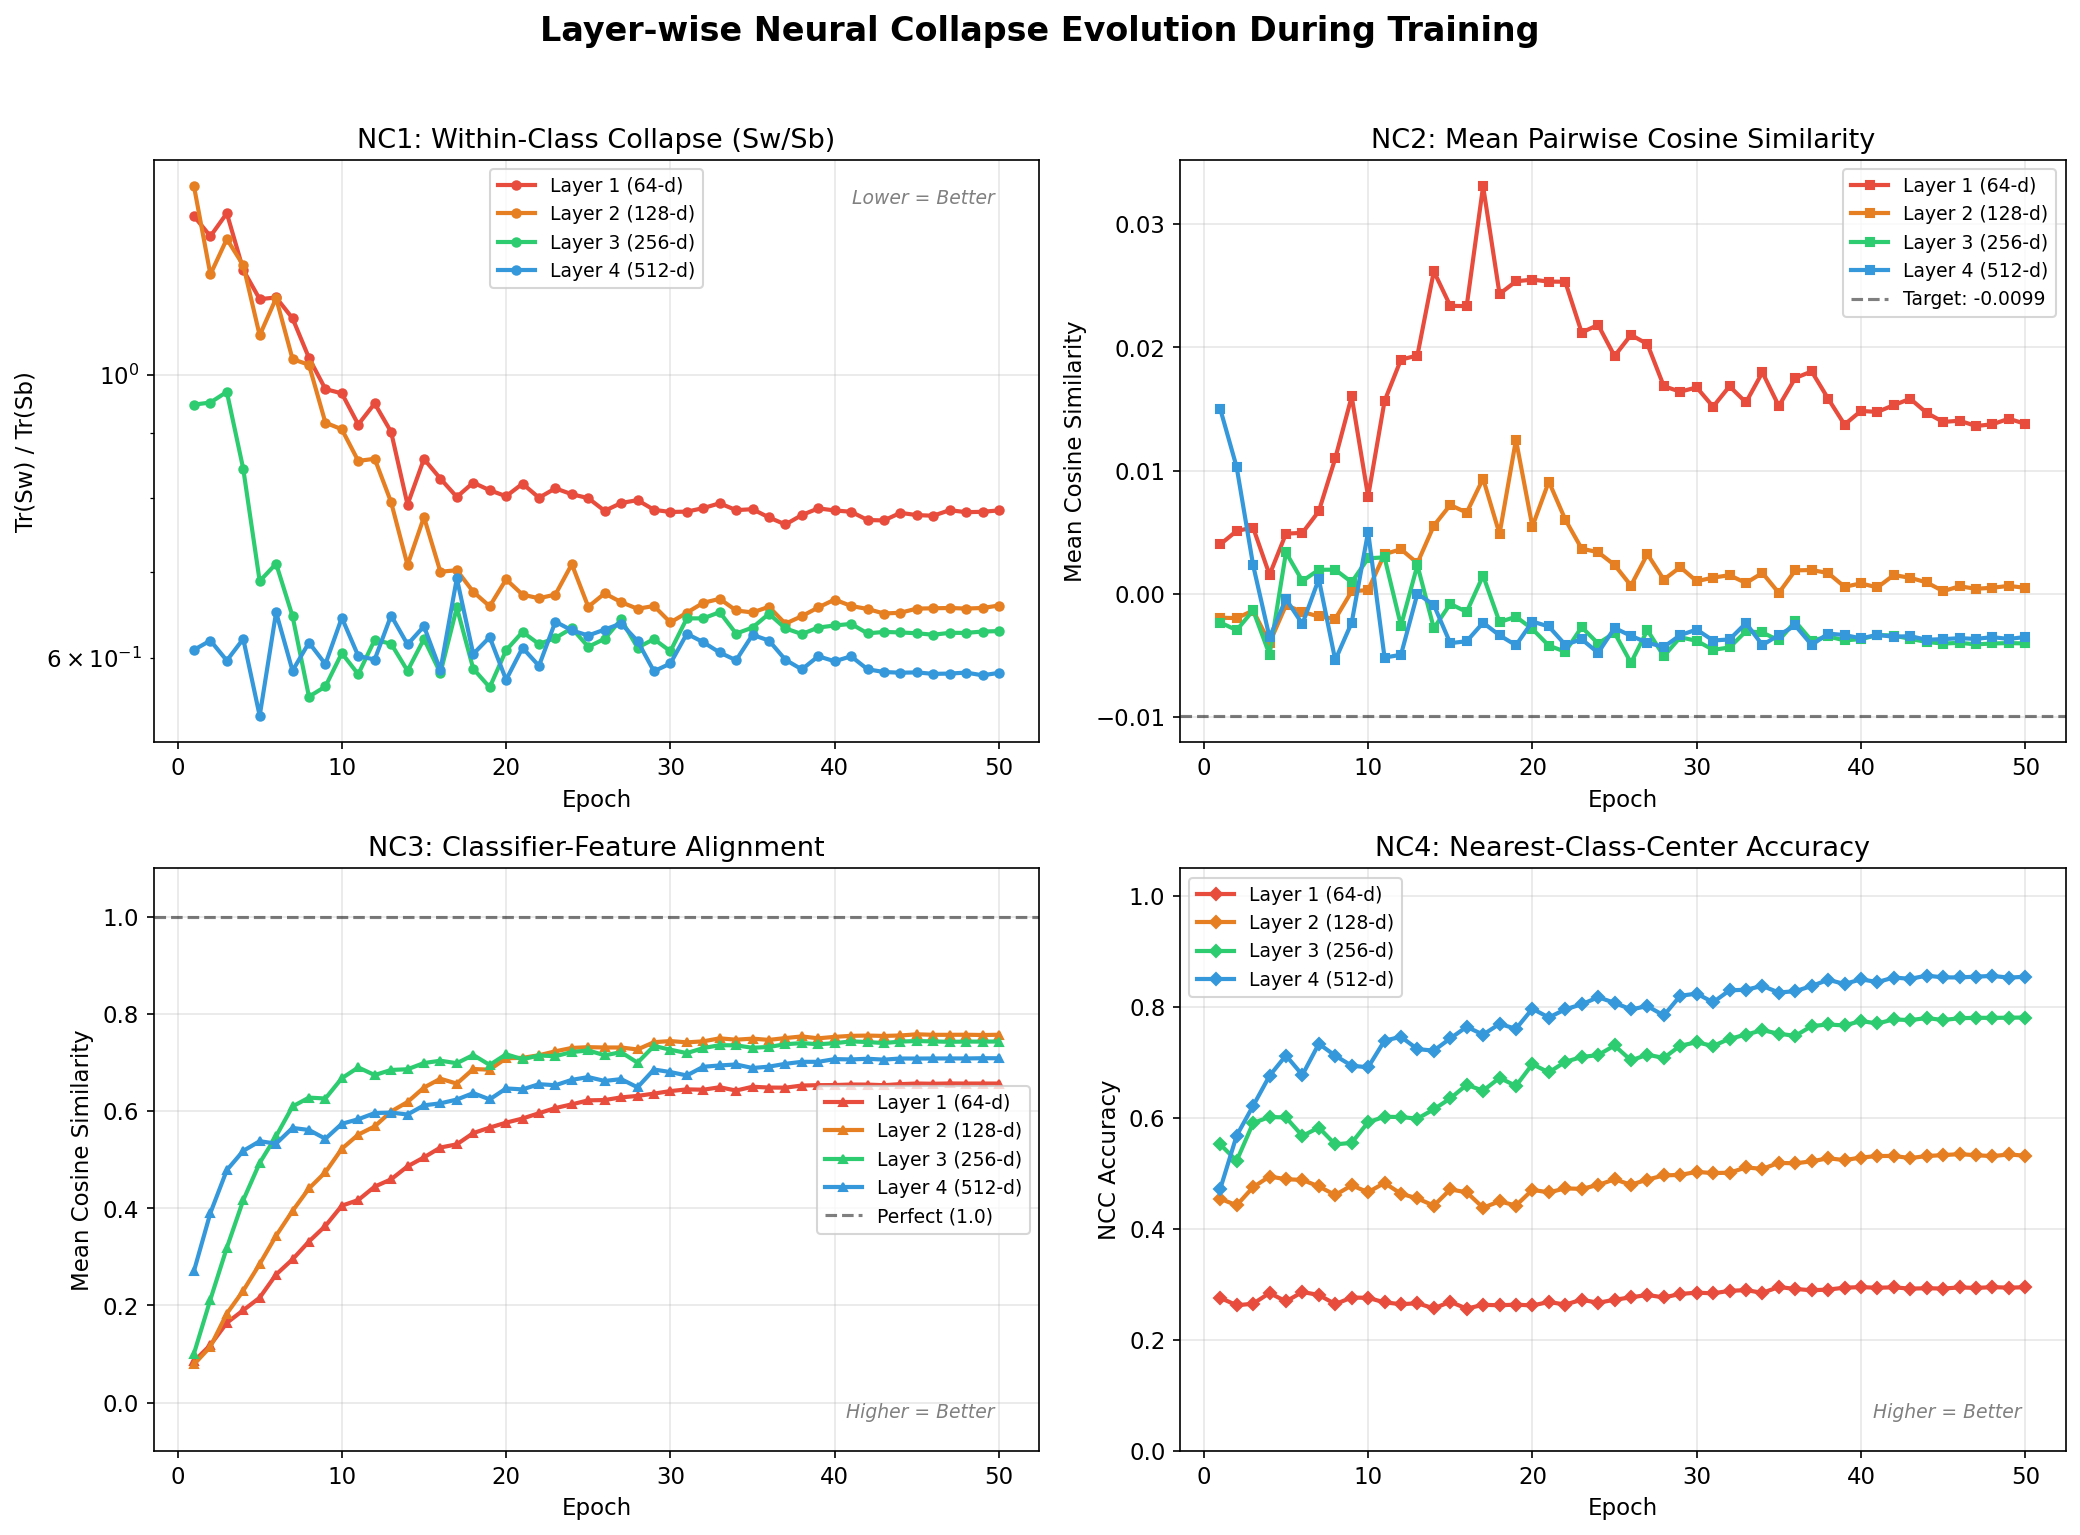 Layer-wise Neural Collapse Evolution During Training
NC1: Within-Class Collapse (Sw/Sb)
Layer 1 (64-d)
Layer 2 (128-d)
Layer 3 (256-d)
Layer 4 (512-d)
Lower = Better
Tr(Sw) / Tr(Sb)
10⁰
6 × 10⁻¹
0 10 20 30 40 50
Epoch
NC2: Mean Pairwise Cosine Similarity
Layer 1 (64-d)
Layer 2 (128-d)
Layer 3 (256-d)
Layer 4 (512-d)
Target: -0.0099
Mean Cosine Similarity
0.03
0.02
0.01
0.00
−0.01
0 10 20 30 40 50
Epoch
NC3: Classifier-Feature Alignment
Mean Cosine Similarity
1.0
0.8
0.6
0.4
0.2
0.0
Layer 1 (64-d)
Layer 2 (128-d)
Layer 3 (256-d)
Layer 4 (512-d)
Perfect (1.0)
Higher = Better
0 10 20 30 40 50
Epoch
NC4: Nearest-Class-Center Accuracy
Layer 1 (64-d)
Layer 2 (128-d)
Layer 3 (256-d)
Layer 4 (512-d)
NCC Accuracy
1.0
0.8
0.6
0.4
0.2
0.0
Higher = Better
0 10 20 30 40 50
Epoch